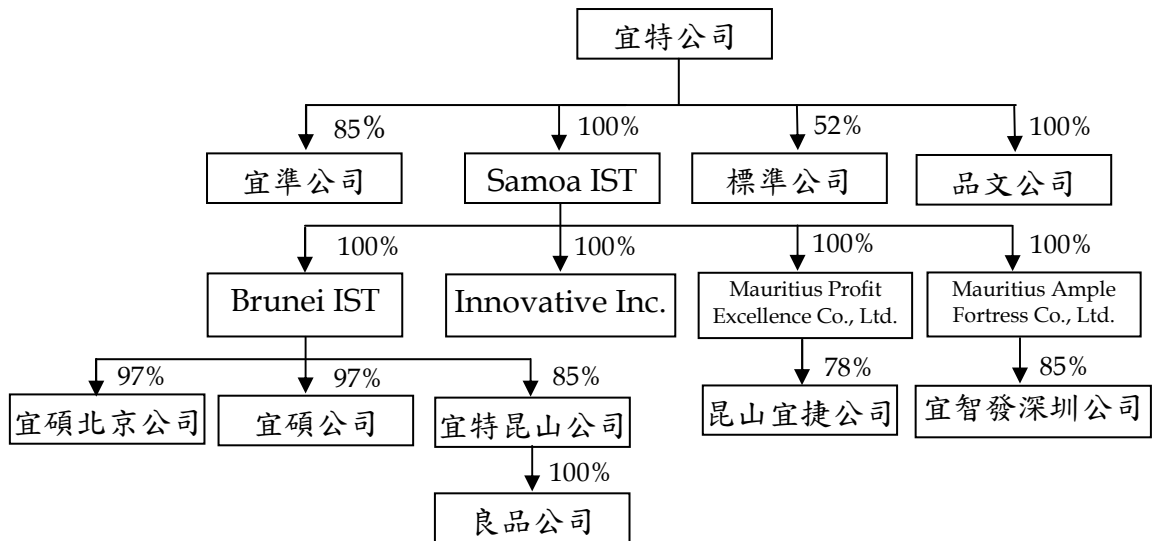 宜特公司
85%
100%
52%
100%
宜準公司
Samoa IST
標準公司
品文公司
100%
100%
100%
100%
Brunei IST
Innovative Inc.
Mauritius Profit
Excellence Co., Ltd.
Mauritius Ample
Fortress Co., Ltd.
97%
97%
85%
78%
85%
宜碩北京公司
宜碩公司
宜特昆山公司
昆山宜捷公司
宜智發深圳公司
100%
良品公司